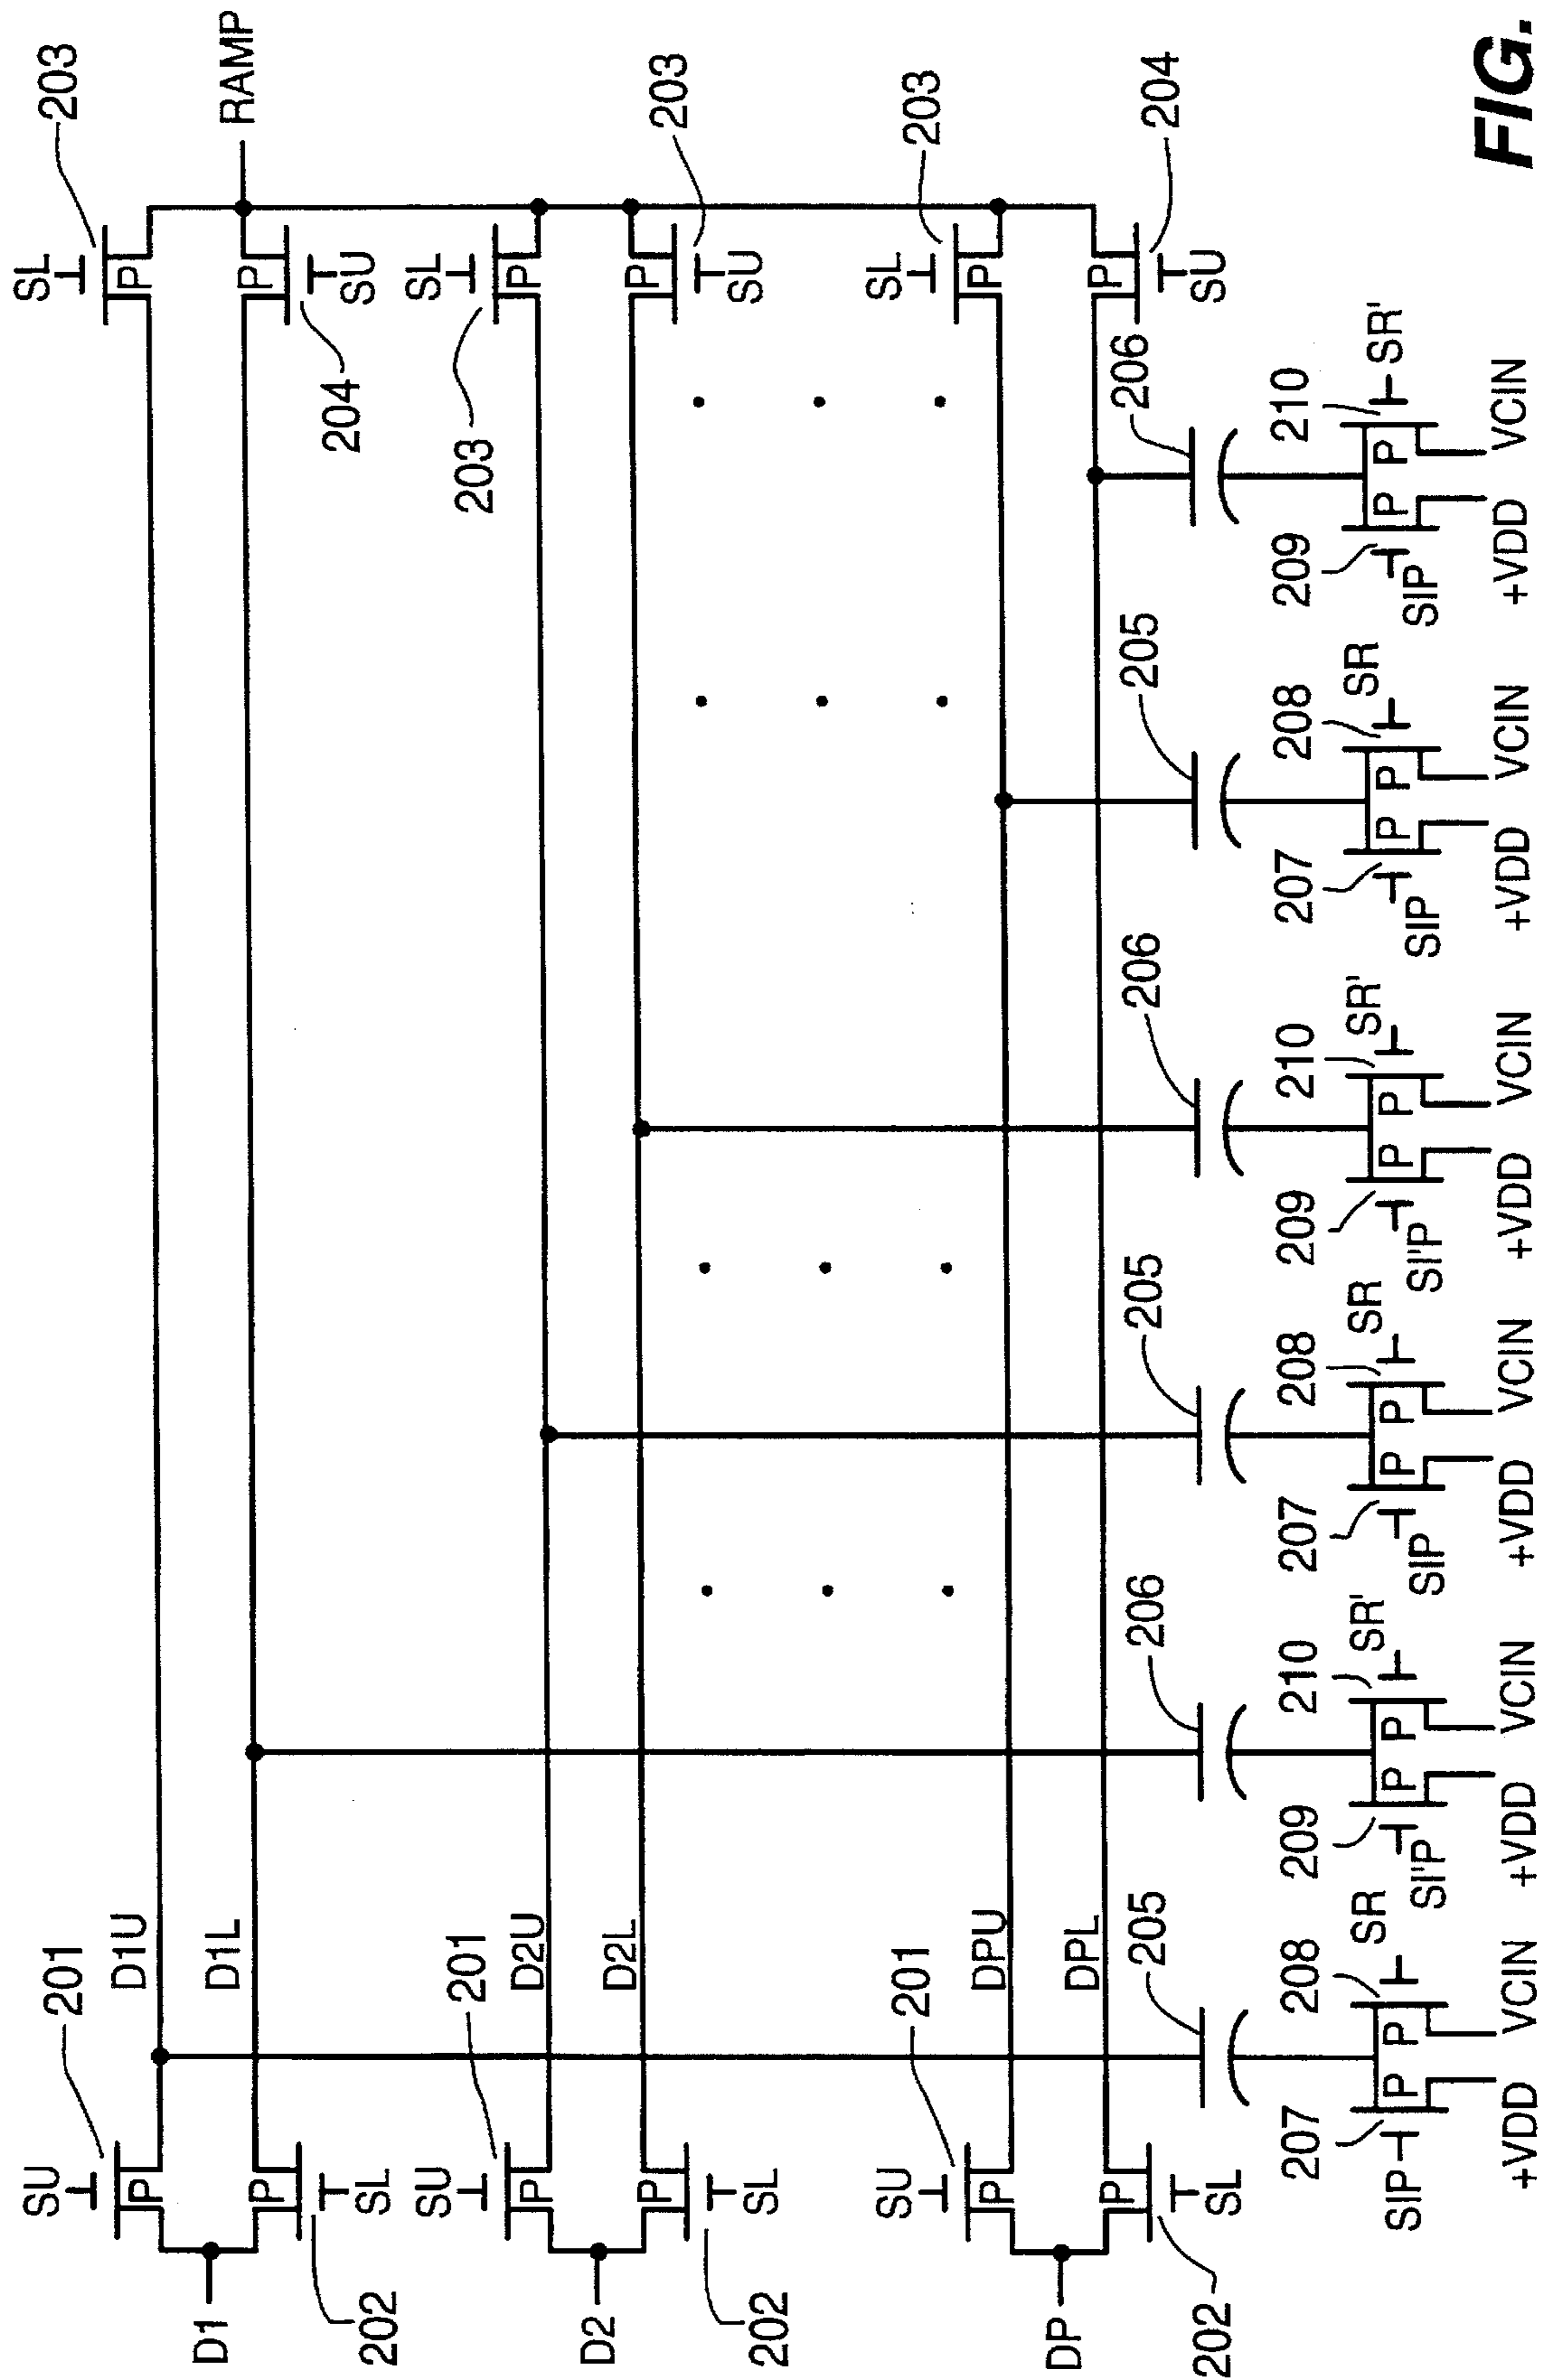 SU 201 SL 203
P D1U P
D1 P D1L P RAMP
202 SL 204 SU
SU 201 203 SL
P D2U P
D2 P D2L P
202 SL SU 203
SU 201 SL 203
P DPU P
DP P DPL P
202 SL SU 204
205 206 205 206 205 206
207 208 209 210 207 208 209 210 207 208 209 210
SIP P P SR SI'P P P SR' SIP P P SR SI'P P P SR' SIP P P SR SIP P P SR'
+VDD VCIN +VDD VCIN +VDD VCIN +VDD VCIN +VDD VCIN +VDD VCIN
FIG.